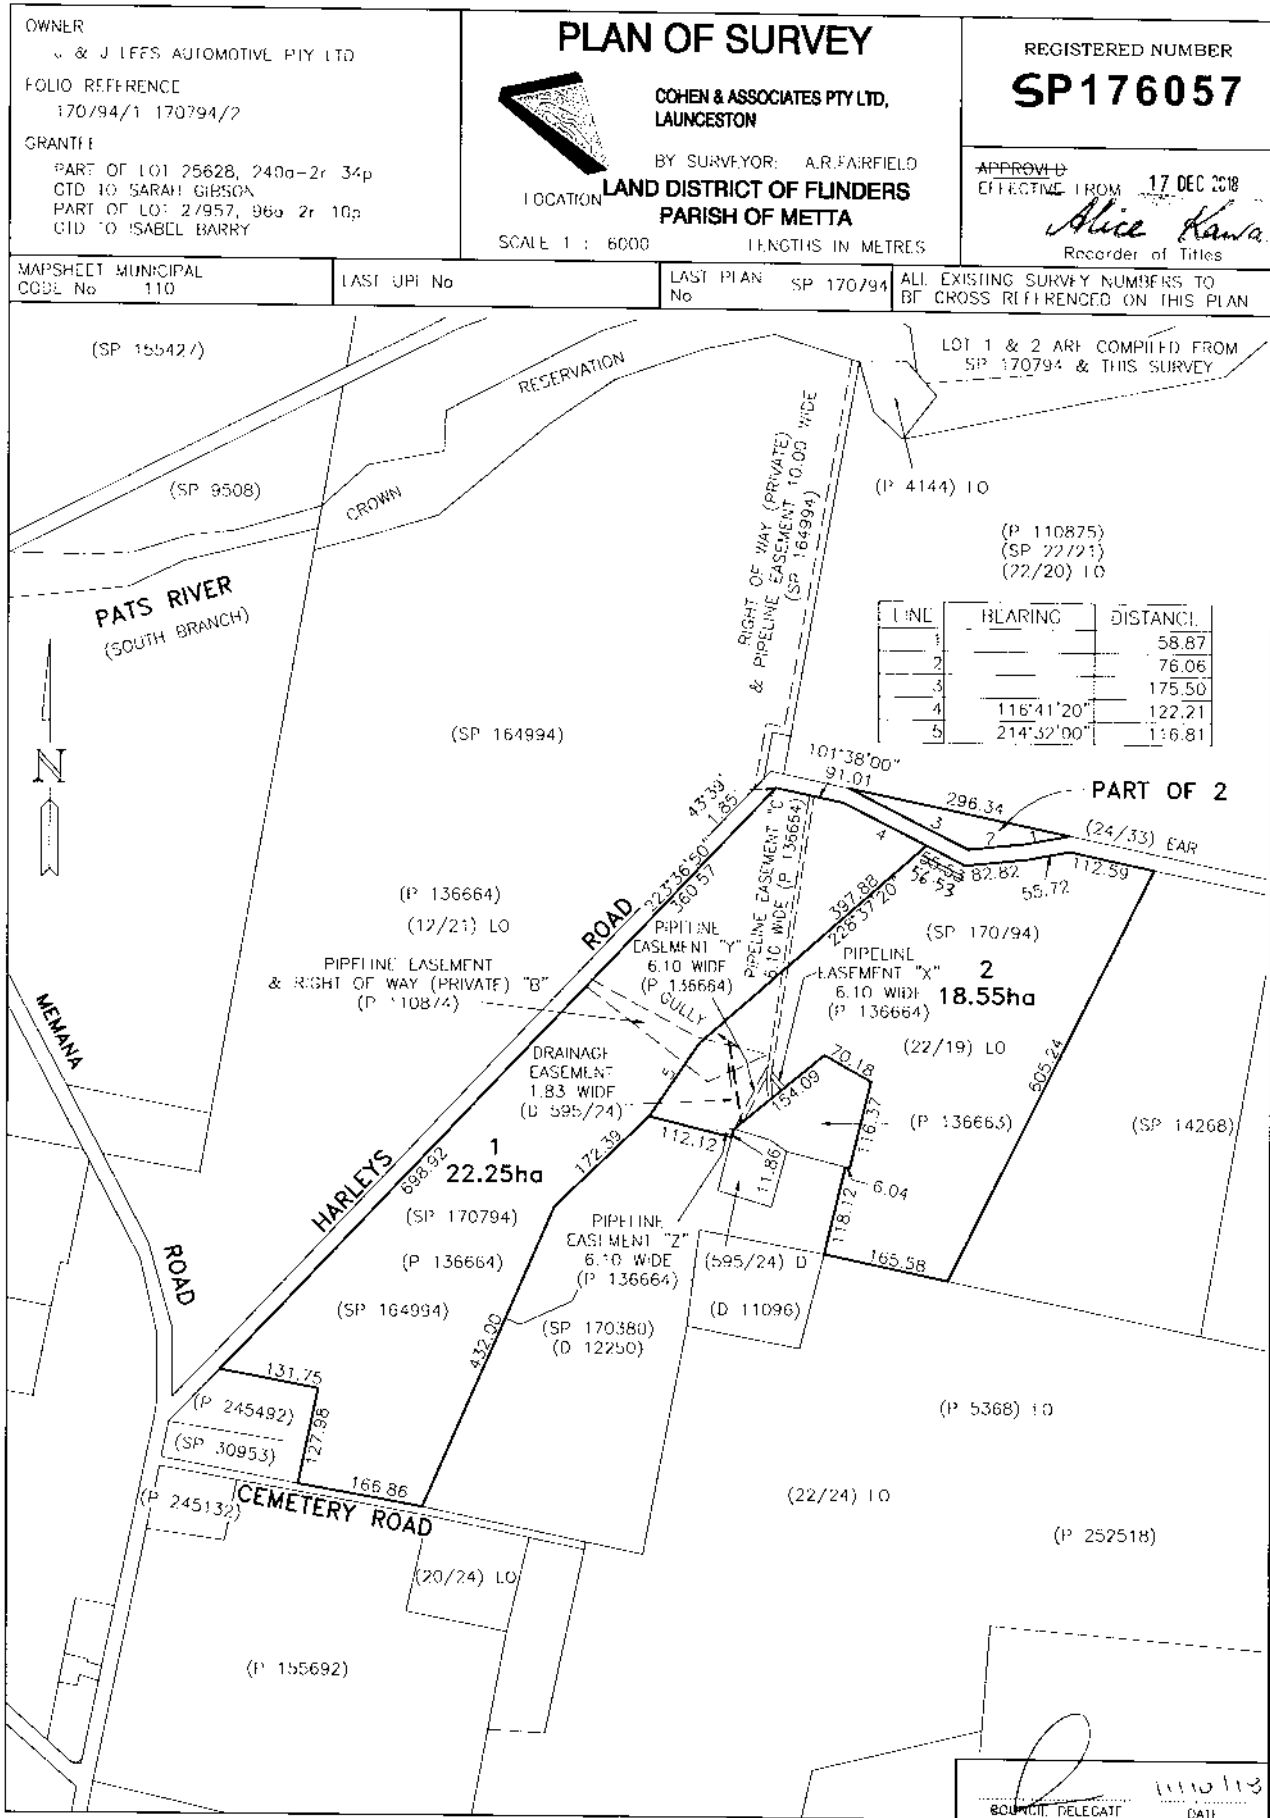 OWNER
& J LEES AUTOMOTIVE PTY LTD
FOLIO REFERENCE
170794/1 170794/2
GRANTEE
PART OF LOT 25628, 240a-2r 34p
GTD TO SARAH GIBSON
PART OF LOT 27957, 96a 2r 10p
GTD TO ISABEL BARRY
PLAN OF SURVEY
COHEN & ASSOCIATES PTY LTD,
LAUNCESTON
BY SURVEYOR: A.R.FAIRFIELD
LOCATION
LAND DISTRICT OF FLINDERS
PARISH OF METTA
SCALE 1 : 6000 LENGTHS IN METRES
REGISTERED NUMBER
SP176057
APPROVED
EFFECTIVE FROM 17 DEC 2018
Alice Kawa
Recorder of Titles
MAPSHEET MUNICIPAL
CODE No 110
LAST UPI No
LAST PLAN
No SP 170794
ALL EXISTING SURVEY NUMBERS TO
BE CROSS REFERENCED ON THIS PLAN
(SP 155427)
RESERVATION
LOT 1 & 2 ARE COMPILED FROM
SP 170794 & THIS SURVEY
(SP 9508)
CROWN
(P 4144) LO
RIGHT OF WAY (PRIVATE)
& PIPELINE EASEMENT 10.00 WIDE
(SP 164994)
(P 110875)
(SP 22/21)
(22/20) LO
PATS RIVER
(SOUTH BRANCH)
LINE BEARING DISTANCE
1 58.87
2 76.06
3 175.50
4 116°41'20" 122.21
5 214°32'00" 116.81
N
(SP 164994)
101°38'00"
91.01
43°39'
1.85
296.34
PART OF 2
(24/33) EAR
3
2
1
4
55.53
56.53
82.82
55.72
112.59
223°36'50"
360.57
397.88
228°37'20"
PIPELINE EASEMENT "C"
6.10 WIDE (P 136654)
(P 136664)
(12/21) LO
ROAD
PIPELINE
EASEMENT "Y"
6.10 WIDE
(P 136664)
(SP 170794)
PIPELINE
EASEMENT "X"
6.10 WIDE
(P 136664)
2
18.55ha
PIPELINE EASEMENT
& RIGHT OF WAY (PRIVATE) "B"
(P 110874)
GULLY
(22/19) LO
MEMANA
DRAINAGE
EASEMENT
1.83 WIDE
(D 595/24)
5
70.18
154.09
605.24
116.37
(P 136663)
(SP 14268)
112.12
172.39
11.86
6.04
1
22.25ha
HARLEYS
698.92
(SP 170794)
118.12
PIPELINE
EASEMENT "Z"
6.10 WIDE
(P 136664)
(595/24) D
165.58
ROAD
(P 136664)
(SP 164994)
(D 11096)
432.00
(SP 170380)
(D 12250)
131.75
(P 245492)
127.98
(SP 30953)
(P 5368) LO
166.86
(P 245132)
CEMETERY ROAD
(22/24) LO
(P 252518)
(20/24) LO
(P 155692)
COUNCIL DELEGATE
DATE